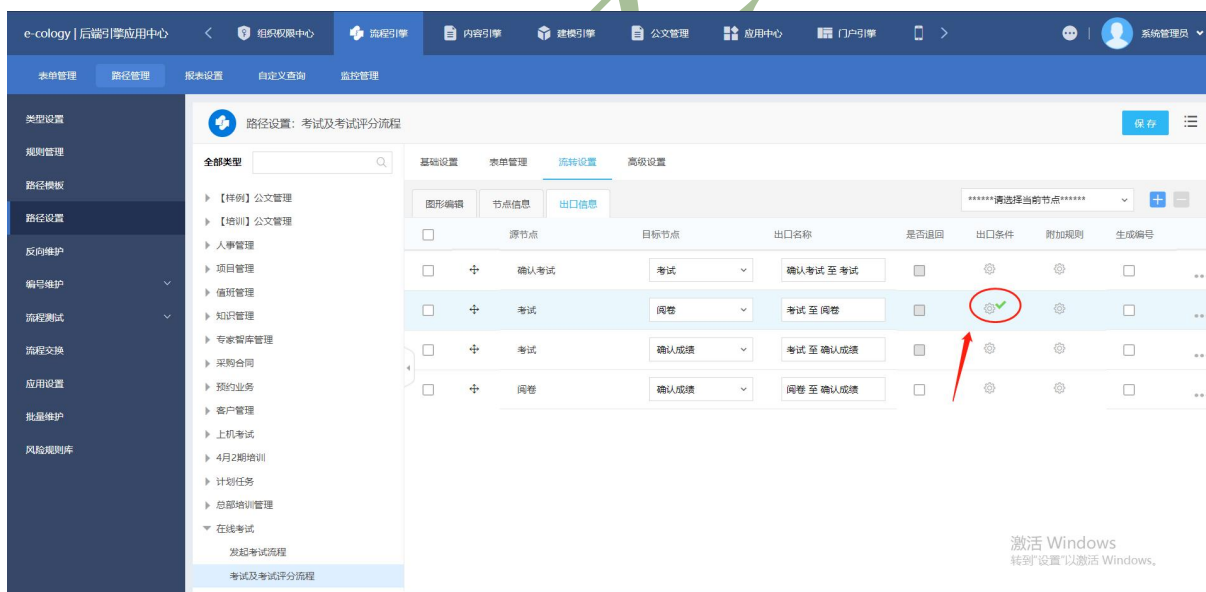 e-cology | 后端引擎应用中心 组织权限中心 流程引擎 内容引擎 建模引擎 公文管理 应用中心 门户引擎 系统管理员
表单管理 路径管理 报表设置 自定义查询 监控管理
类型设置
规则管理
路径模板
路径设置
反向维护
编号维护
流程测试
流程交换
应用设置
批量维护
风险规则库
路径设置：考试及考试评分流程 保存
全部类型
【样例】公文管理
【培训】公文管理
人事管理
项目管理
值班管理
知识管理
专家智库管理
采购合同
预约业务
客户管理
上机考试
4月2期培训
计划任务
总部培训管理
在线考试
发起考试流程
考试及考试评分流程
基础设置 表单管理 流转设置 高级设置
图形编辑 节点信息 出口信息 ******请选择当前节点******
源节点 目标节点 出口名称 是否退回 出口条件 附加规则 生成编号
确认考试 考试 确认考试 至 考试
考试 阅卷 考试 至 阅卷
考试 确认成绩 考试 至 确认成绩
阅卷 确认成绩 阅卷 至 确认成绩
激活 Windows
转到"设置"以激活 Windows。